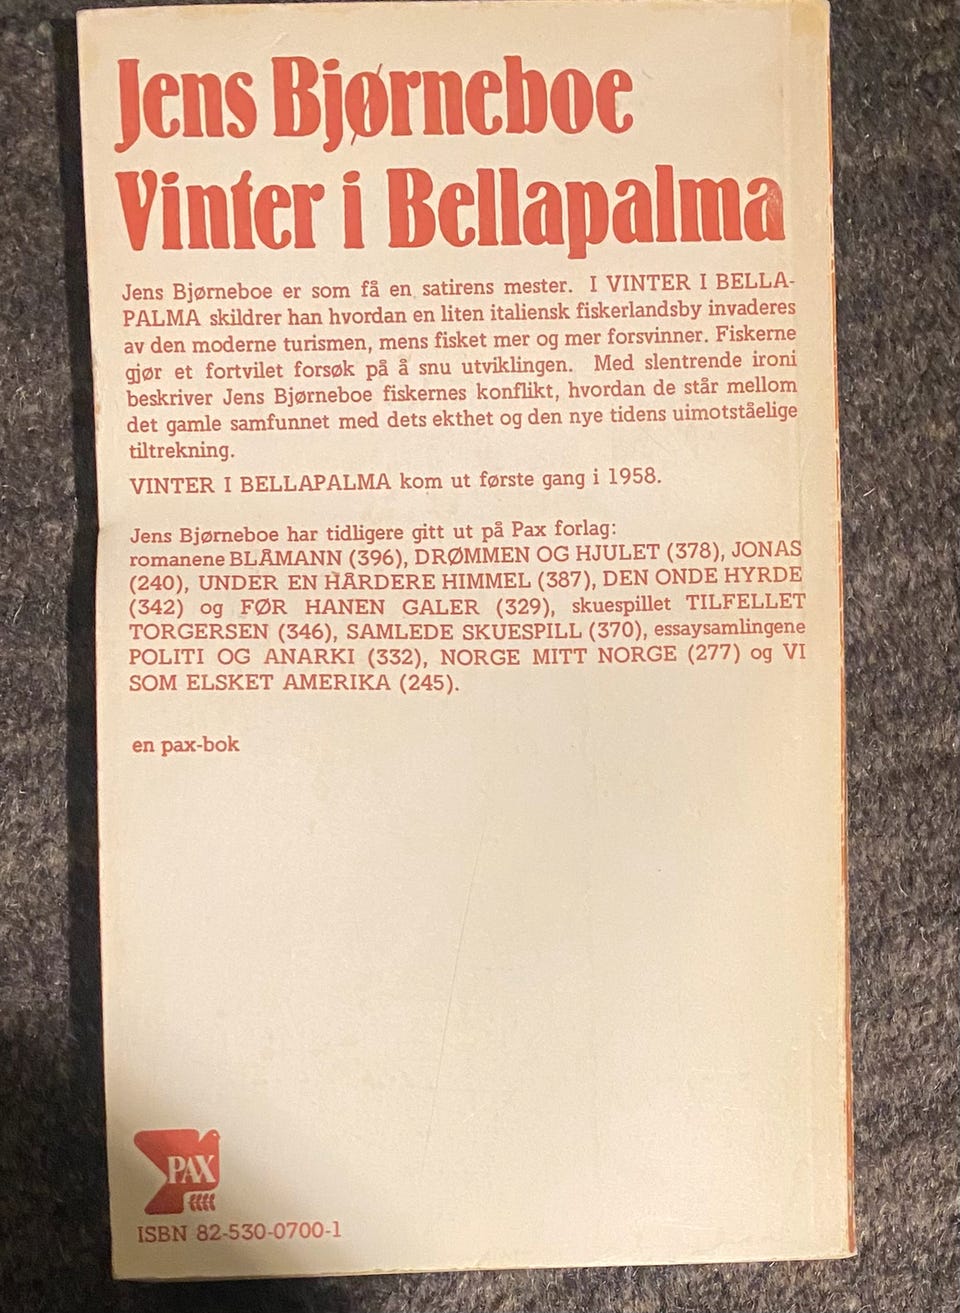 Jens Bjørneboe
Vinter i Bellapalma
Jens Bjørneboe er som få en satirens mester. I VINTER I BELLA-
PALMA skildrer han hvordan en liten italiensk fiskerlandsby invaderes
av den moderne turismen, mens fisket mer og mer forsvinner. Fiskerne
gjør et fortvilet forsøk på å snu utviklingen. Med slentrende ironi
beskriver Jens Bjørneboe fiskernes konflikt, hvordan de står mellom
det gamle samfunnet med dets ekthet og den nye tidens uimotståelige
tiltrekning.
VINTER I BELLAPALMA kom ut første gang i 1958.
Jens Bjørneboe har tidligere gitt ut på Pax forlag:
romanene BLÅMANN (396), DRØMMEN OG HJULET (378), JONAS
(240), UNDER EN HÅRDERE HIMMEL (387), DEN ONDE HYRDE
(342) og FØR HANEN GALER (329), skuespillet TILFELLET
TORGERSEN (346), SAMLEDE SKUESPILL (370), essaysamlingene
POLITI OG ANARKI (332), NORGE MITT NORGE (277) og VI
SOM ELSKET AMERIKA (245).
en pax-bok
PAX
ISBN 82-530-0700-1